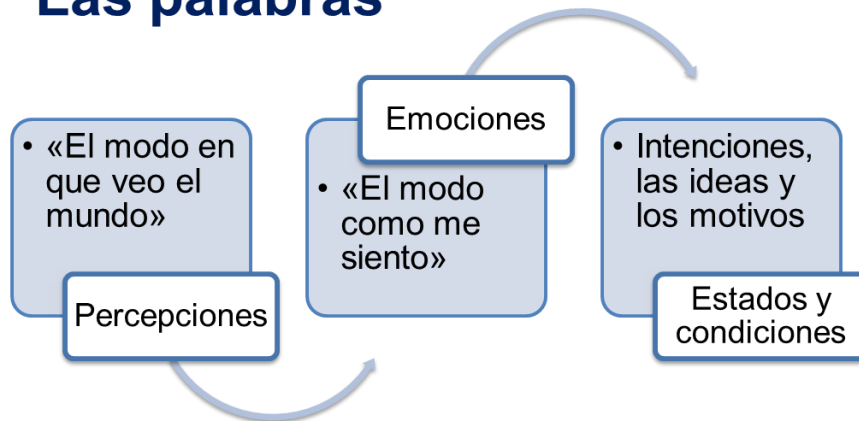 Las palabras
• «El modo en
que veo el
mundo»
Percepciones
Emociones
• «El modo
como me
siento»
• Intenciones,
las ideas y
los motivos
Estados y
condiciones